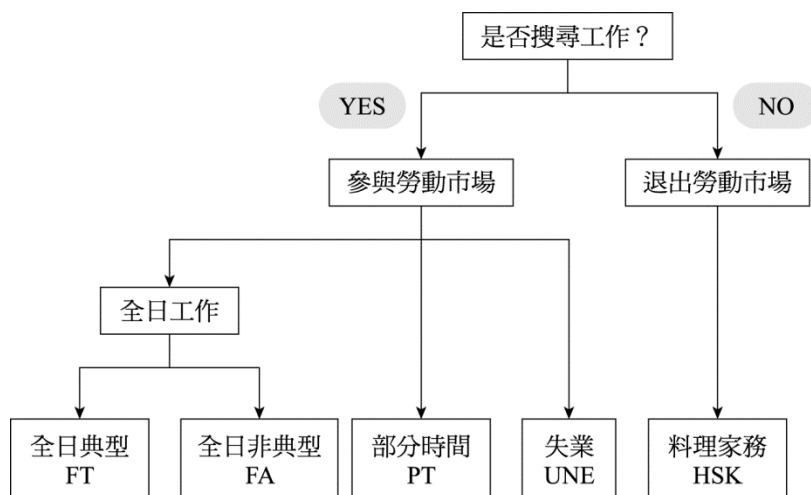 是否搜尋工作？
YES
NO
參與勞動市場
退出勞動市場
全日工作
全日典型
FT
全日非典型
FA
部分時間
PT
失業
UNE
料理家務
HSK